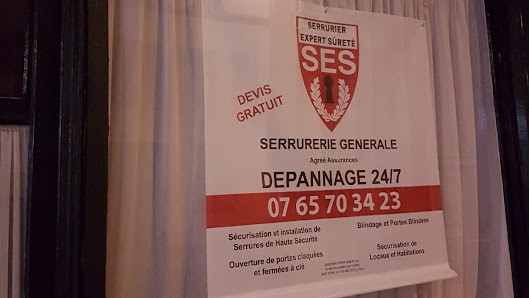 SERRURIER
EXPERT SÛRETÉ
SES
DEVIS
GRATUIT
SERRURERIE GENERALE
Agréé Assurances
DEPANNAGE 24/7
07 65 70 34 23
Sécurisation et installation de
Serrures de Haute Sécurité
Ouverture de portes claquées
et fermées à clé
Blindage et Portes Blindées
Sécurisation de
Locaux et Habitations